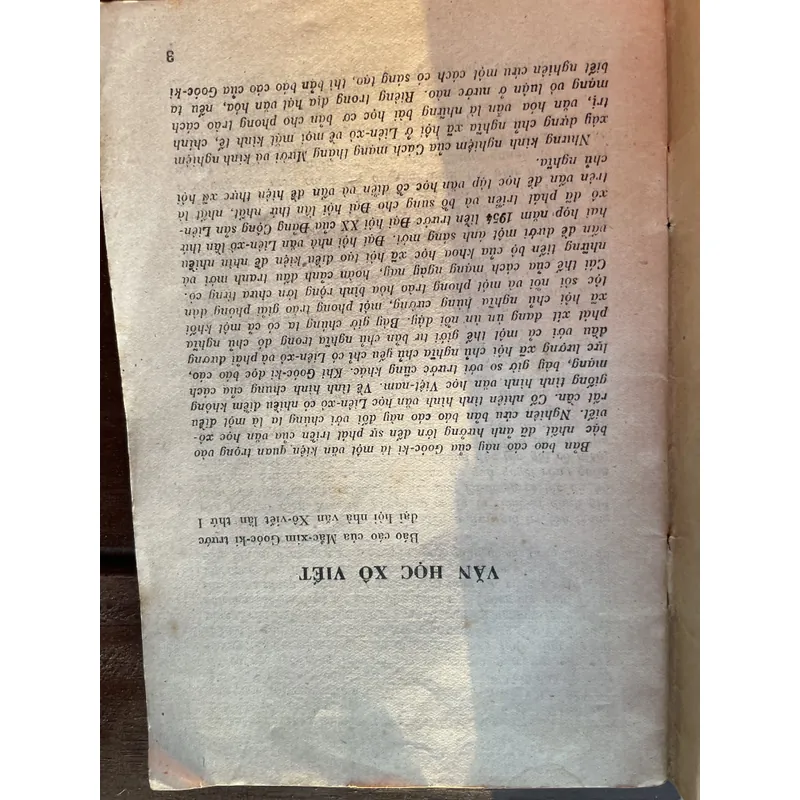 VĂN HỌC XÔ VIẾT
Báo cáo của Mắc-xim Goóc-ki trước
đại hội nhà văn Xô-viết lần thứ I
Bản báo cáo này của Goóc-ki là một văn kiện quan trọng vào
bậc nhất, đã ảnh hưởng lớn đến sự phát triển của văn học xô-
viết. Nghiên cứu bản báo cáo này đối với chúng ta là một điều
rất cần. Cố nhiên tình hình văn học Liên-xô có nhiều điểm không
giống tình hình văn học Việt-nam. Về tình hình chung của cách
mạng, bây giờ so với trước cũng khác. Khi Goóc-ki đọc báo cáo,
lực lượng xã hội chủ nghĩa chủ yếu chỉ có Liên-xô và phải đương
đầu với cả một thế giới tư bản chủ nghĩa trong đó chủ nghĩa
phát xít đang ùn ùn nổi dậy. Bây giờ chúng ta có cả một khối
xã hội chủ nghĩa hùng cường, một phong trào giải phóng dân
tộc sôi nổi và một phong trào hòa bình rộng lớn chưa từng có.
Cái thế của cách mạng ngày nay, hoàn cảnh đấu tranh mới và
những tiến bộ của khoa học xã hội tạo điều kiện để nhìn nhiều
vấn đề dưới một ánh sáng mới. Đại hội nhà văn Liên-xô lần thứ
hai họp năm 1954 liền trước Đại hội XX của Đảng Cộng sản Liên-
xô đã phát triển và bổ sung cho Đại hội lần thứ nhất, nhất là
trên vấn đề học tập văn học cổ điển và vấn đề hiện thực xã hội
chủ nghĩa.
Nhưng kinh nghiệm của Cách mạng tháng Mười và kinh nghiệm
xây dựng chủ nghĩa xã hội ở Liên-xô về mọi mặt kinh tế, chính
trị, văn hóa vẫn là những bài học cơ bản cho phong trào cách
mạng vô luận ở nước nào. Riêng trong địa hạt văn hóa, nếu ta
biết nghiên cứu một cách có sáng tạo, thì bản báo cáo của Goóc-ki
3